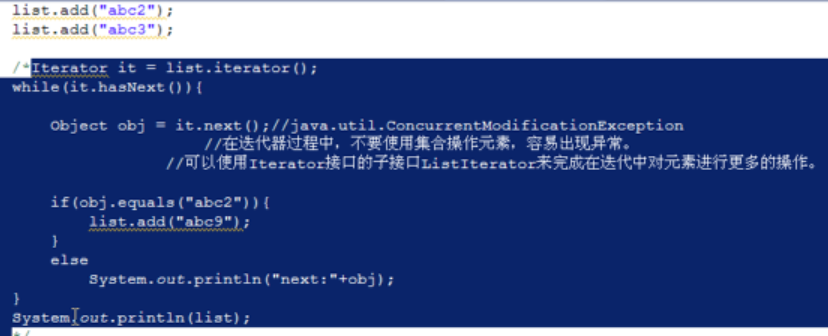 list.add("abc2");
list.add("abc3");
/*Iterator it = list.iterator();
while(it.hasNext()){
Object obj = it.next();//java.util.ConcurrentModificationException
//在迭代器过程中，不要使用集合操作元素，容易出现异常。
//可以使用Iterator接口的子接口ListIterator来完成在迭代中对元素进行更多的操作。
if(obj.equals("abc2")){
list.add("abc9");
}
else
System.out.println("next:"+obj);
}
System.out.println(list);
*/